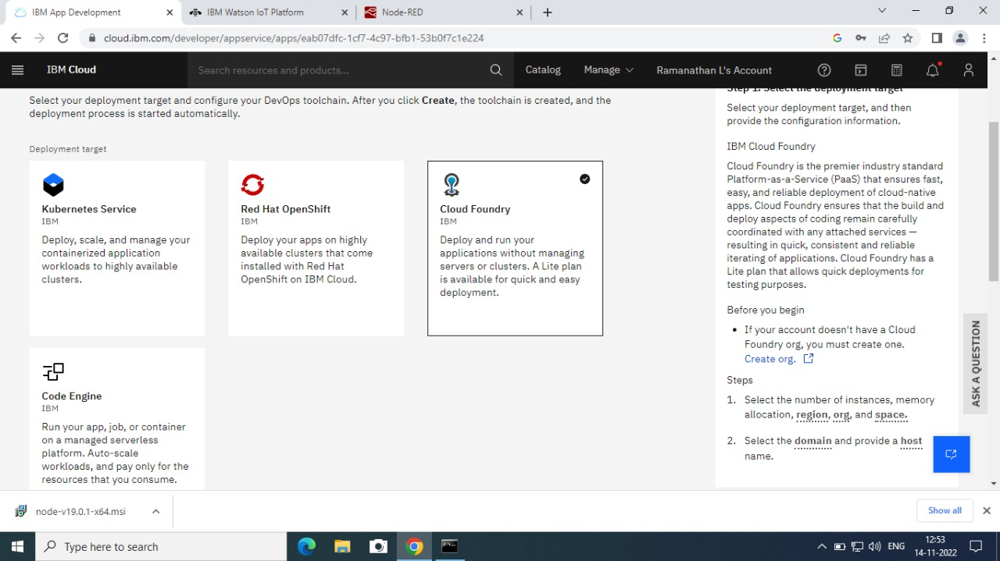 IBM App Development
IBM Watson IoT Platform
Node-RED
cloud.ibm.com/developer/appservice/apps/eab07dfc-1cf7-4c97-bfb1-53b0f7c1e224
IBM Cloud
Search resources and products...
Catalog
Manage
Ramanathan L's Account
Select your deployment target and configure your DevOps toolchain. After you click Create, the toolchain is created, and the
deployment process is started automatically.
Deployment target
Kubernetes Service
IBM
Deploy, scale, and manage your
containerized application
workloads to highly available
clusters.
Red Hat OpenShift
IBM
Deploy your apps on highly
available clusters that come
installed with Red Hat
OpenShift on IBM Cloud.
Cloud Foundry
IBM
Deploy and run your
applications without managing
servers or clusters. A Lite plan
is available for quick and easy
deployment.
Code Engine
IBM
Run your app, job, or container
on a managed serverless
platform. Auto-scale
workloads, and pay only for the
resources that you consume.
Step 1. Select the deployment target
Select your deployment target, and then
provide the configuration information.
IBM Cloud Foundry
Cloud Foundry is the premier industry standard
Platform-as-a-Service (PaaS) that ensures fast,
easy, and reliable deployment of cloud-native
apps. Cloud Foundry ensures that the build and
deploy aspects of coding remain carefully
coordinated with any attached services —
resulting in quick, consistent and reliable
iterating of applications. Cloud Foundry has a
Lite plan that allows quick deployments for
testing purposes.
Before you begin
• If your account doesn't have a Cloud
Foundry org, you must create one.
Create org.
Steps
1. Select the number of instances, memory
allocation, region, org, and space.
2. Select the domain and provide a host
name.
ASK A QUESTION
node-v19.0.1-x64.msi
Show all
Type here to search
ENG
12:53
14-11-2022